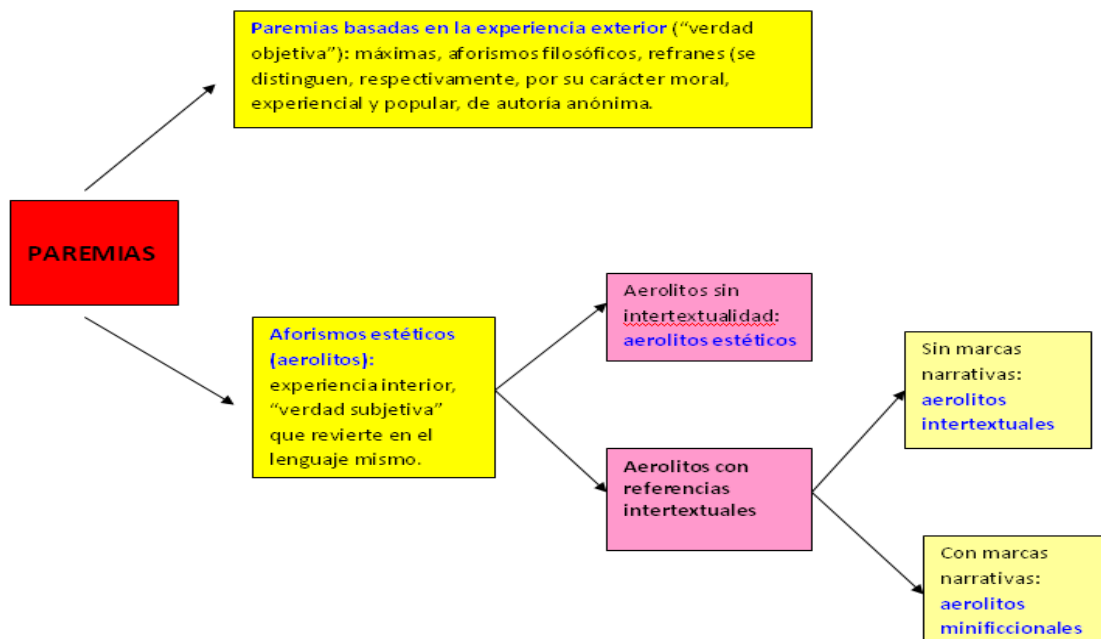 Paremias basadas en la experiencia exterior (“verdad
objetiva”): máximas, aforismos filosóficos, refranes (se
distinguen, respectivamente, por su carácter moral,
experiencial y popular, de autoría anónima.
PAREMIAS
Aforismos estéticos
(aerolitos):
experiencia interior,
“verdad subjetiva”
que revierte en el
lenguaje mismo.
Aerolitos sin
intertextualidad:
aerolitos estéticos
Aerolitos con
referencias
intertextuales
Sin marcas
narrativas:
aerolitos
intertextuales
Con marcas
narrativas:
aerolitos
minificcionales